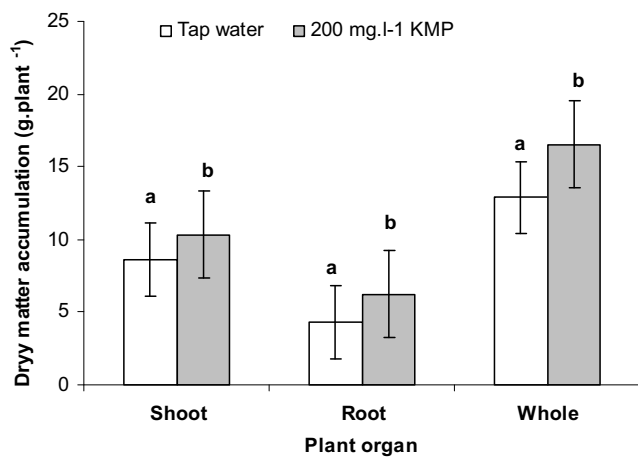 Tap water 200 mg.l-1 KMP
Dryy matter accumulation (g.plant -1)
25
20
15
10
5
0
a b a b a b
Shoot Root Whole
Plant organ